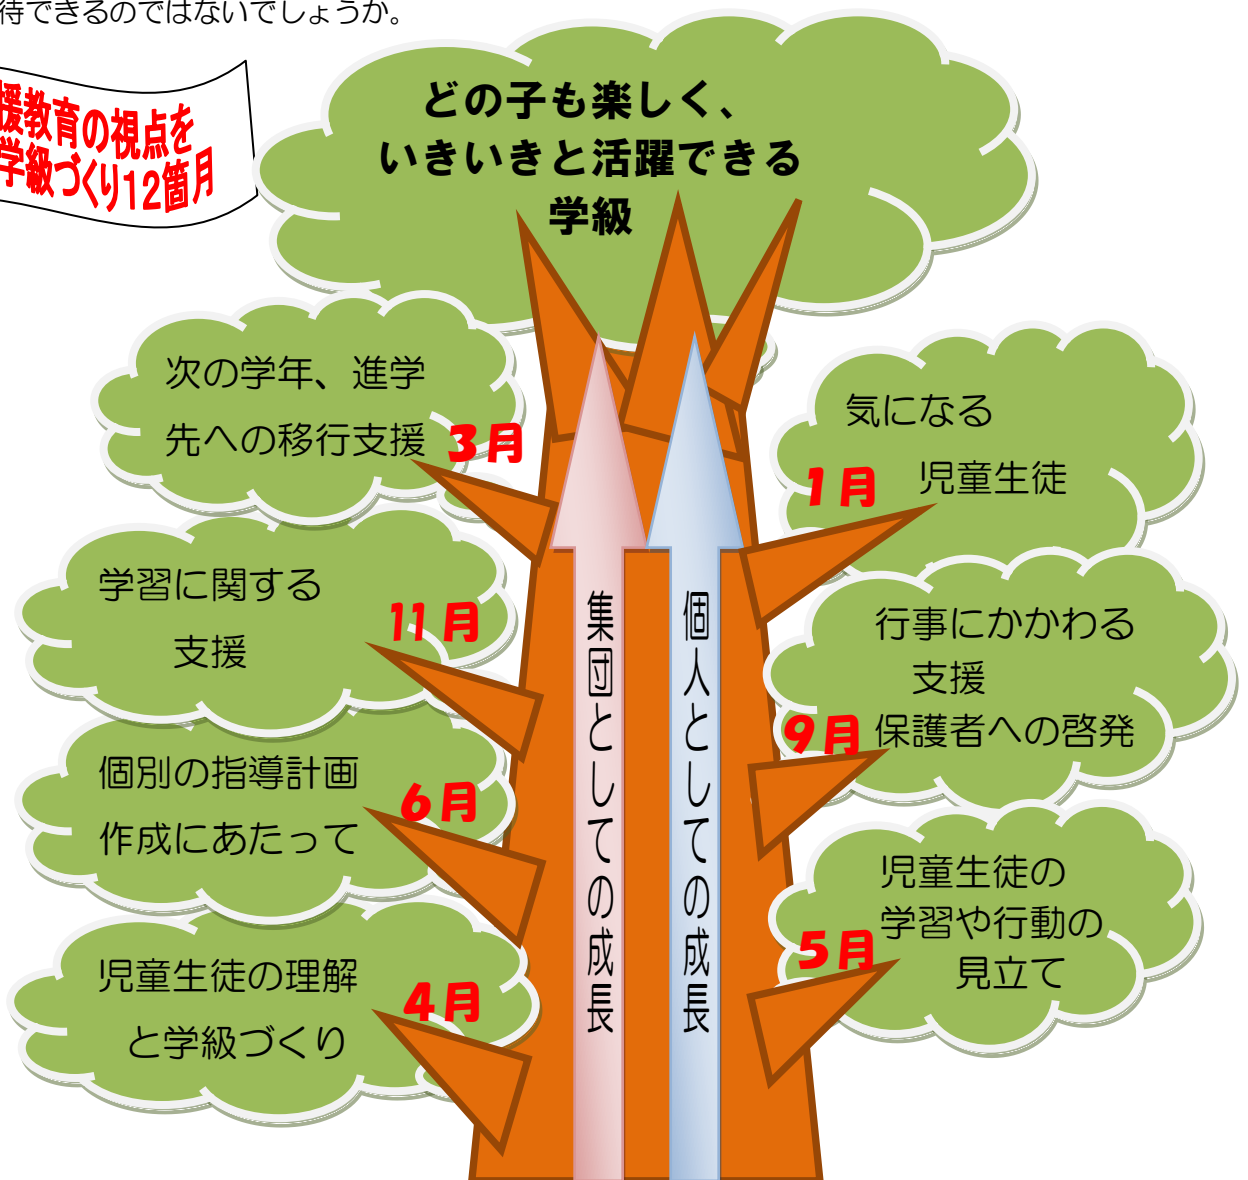 待できるのではないでしょうか。
援教育の視点を
学級づくり12箇月
どの子も楽しく、
いきいきと活躍できる
学級
次の学年、進学
先への移行支援
3月
気になる
児童生徒
1月
学習に関する
支援
11月
行事にかかわる
支援
保護者への啓発
9月
個別の指導計画
作成にあたって
6月
児童生徒の
学習や行動の
見立て
5月
児童生徒の理解
と学級づくり
4月
集団としての成長
個人としての成長